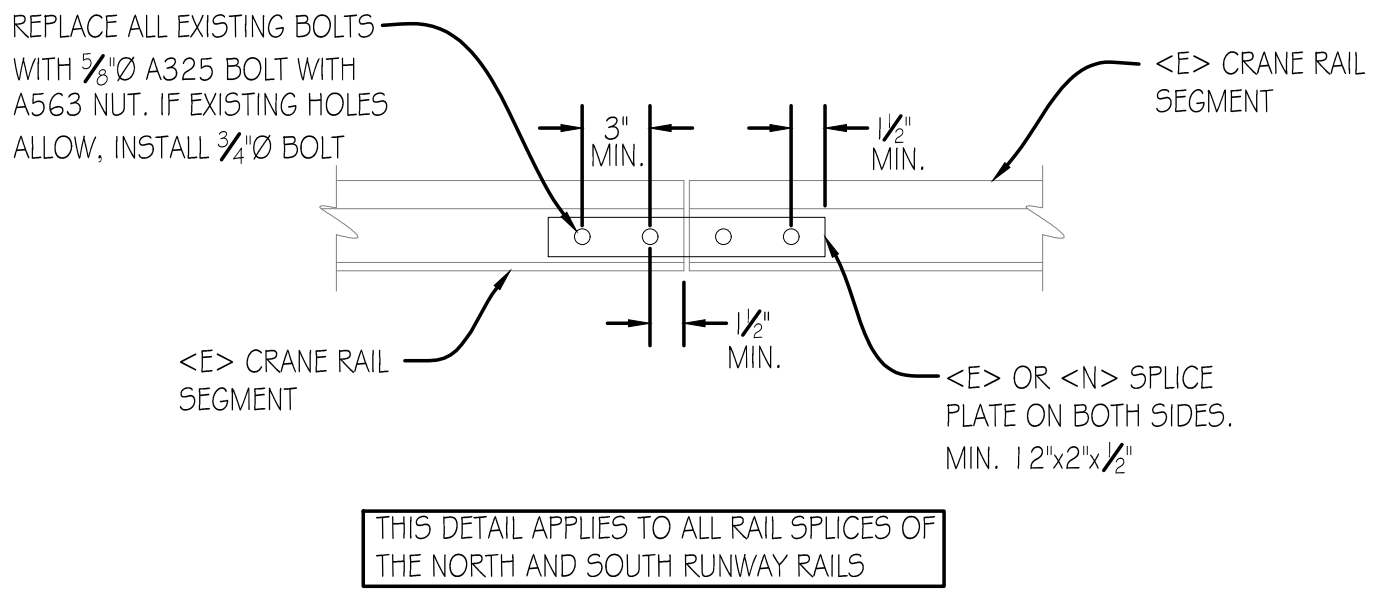 REPLACE ALL EXISTING BOLTS
WITH 5/8"Ø A325 BOLT WITH
A563 NUT. IF EXISTING HOLES
ALLOW, INSTALL 3/4"Ø BOLT
<E> CRANE RAIL
SEGMENT
3"
MIN.
1 1/2"
MIN.
1 1/2"
MIN.
<E> CRANE RAIL
SEGMENT
<E> OR <N> SPLICE
PLATE ON BOTH SIDES.
MIN. 12"x2"x1/2"
THIS DETAIL APPLIES TO ALL RAIL SPLICES OF
THE NORTH AND SOUTH RUNWAY RAILS